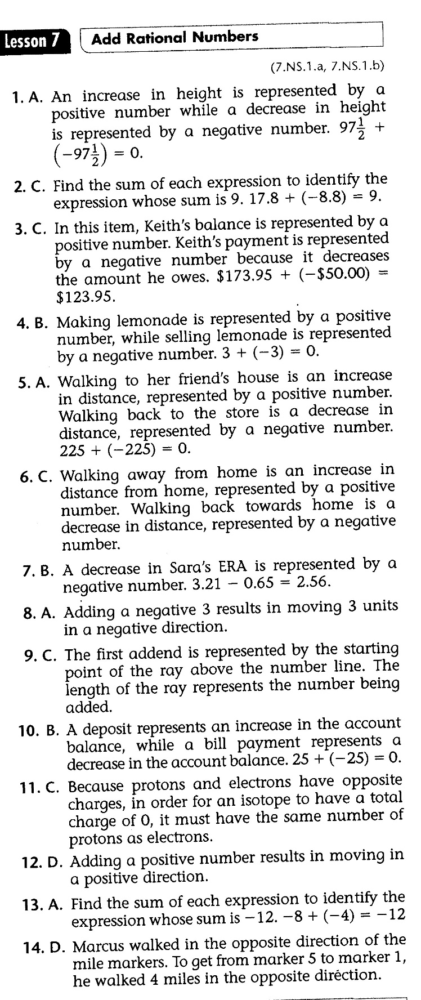 Lesson 7 Add Rational Numbers
(7.NS.1.a, 7.NS.1.b)
1. A. An increase in height is represented by a
positive number while a decrease in height
is represented by a negative number. 97½ +
(−97½) = 0.
2. C. Find the sum of each expression to identify the
expression whose sum is 9. 17.8 + (−8.8) = 9.
3. C. In this item, Keith's balance is represented by a
positive number. Keith's payment is represented
by a negative number because it decreases
the amount he owes. $173.95 + (−$50.00) =
$123.95.
4. B. Making lemonade is represented by a positive
number, while selling lemonade is represented
by a negative number. 3 + (−3) = 0.
5. A. Walking to her friend's house is an increase
in distance, represented by a positive number.
Walking back to the store is a decrease in
distance, represented by a negative number.
225 + (−225) = 0.
6. C. Walking away from home is an increase in
distance from home, represented by a positive
number. Walking back towards home is a
decrease in distance, represented by a negative
number.
7. B. A decrease in Sara's ERA is represented by a
negative number. 3.21 − 0.65 = 2.56.
8. A. Adding a negative 3 results in moving 3 units
in a negative direction.
9. C. The first addend is represented by the starting
point of the ray above the number line. The
length of the ray represents the number being
added.
10. B. A deposit represents an increase in the account
balance, while a bill payment represents a
decrease in the account balance. 25 + (−25) = 0.
11. C. Because protons and electrons have opposite
charges, in order for an isotope to have a total
charge of 0, it must have the same number of
protons as electrons.
12. D. Adding a positive number results in moving in
a positive direction.
13. A. Find the sum of each expression to identify the
expression whose sum is −12. −8 + (−4) = −12
14. D. Marcus walked in the opposite direction of the
mile markers. To get from marker 5 to marker 1,
he walked 4 miles in the opposite direction.